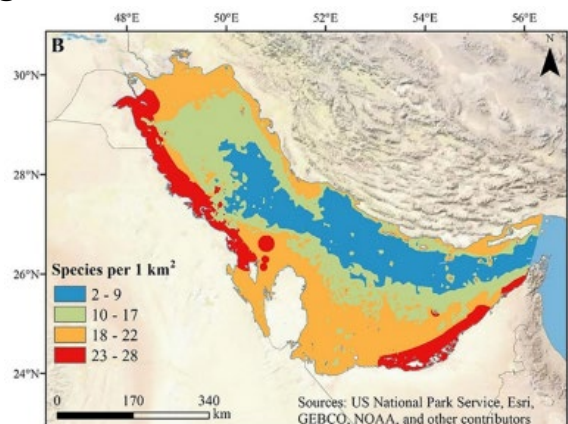 48°E 50°E 52°E 54°E 56°E
B
N
30°N
28°N
26°N
24°N
Species per 1 km²
2 - 9
10 - 17
18 - 22
23 - 28
0 170 340
km
Sources: US National Park Service, Esri,
GEBCO, NOAA, and other contributors